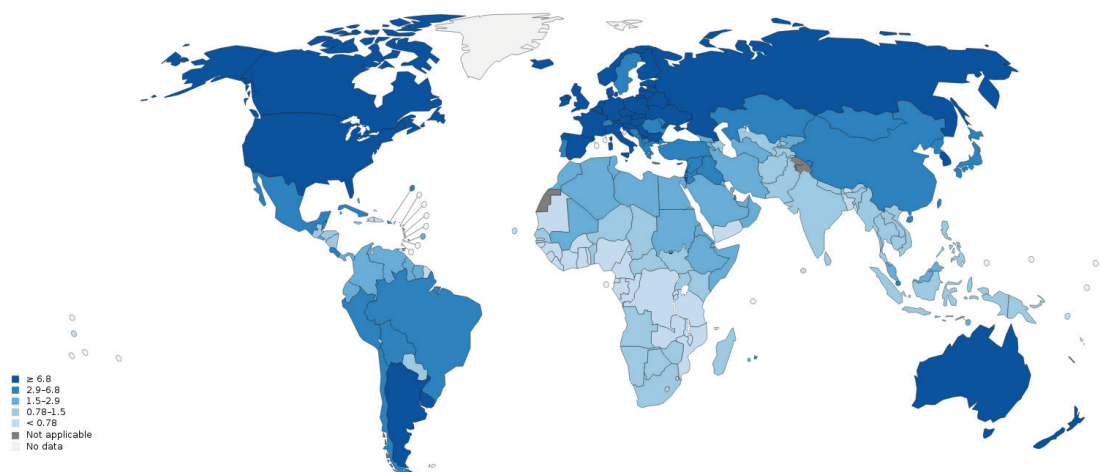 ≥ 6.8
2.9–6.8
1.5–2.9
0.78–1.5
< 0.78
Not applicable
No data